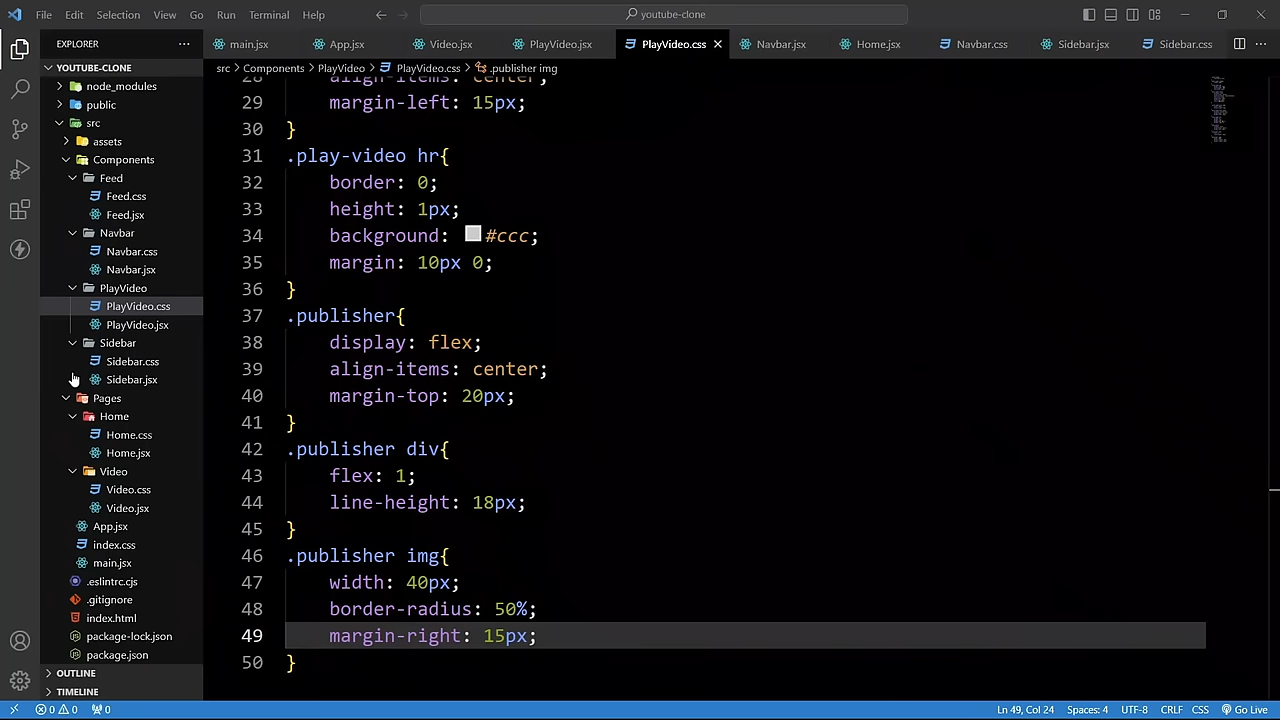 File Edit Selection View Go Run Terminal Help
youtube-clone
EXPLORER
main.jsx App.jsx Video.jsx PlayVideo.jsx PlayVideo.css Navbar.jsx Home.jsx Navbar.css Sidebar.jsx Sidebar.css
src > Components > PlayVideo > PlayVideo.css > .publisher img
YOUTUBE-CLONE
node_modules
public
src
assets
Components
Feed
Feed.css
Feed.jsx
Navbar
Navbar.css
Navbar.jsx
PlayVideo
PlayVideo.css
PlayVideo.jsx
Sidebar
Sidebar.css
Sidebar.jsx
Pages
Home
Home.css
Home.jsx
Video
Video.css
Video.jsx
App.jsx
index.css
main.jsx
.eslintrc.cjs
.gitignore
index.html
package-lock.json
package.json
OUTLINE
TIMELINE
28 align-items: center;
29 margin-left: 15px;
30 }
31 .play-video hr{
32 border: 0;
33 height: 1px;
34 background: #ccc;
35 margin: 10px 0;
36 }
37 .publisher{
38 display: flex;
39 align-items: center;
40 margin-top: 20px;
41 }
42 .publisher div{
43 flex: 1;
44 line-height: 18px;
45 }
46 .publisher img{
47 width: 40px;
48 border-radius: 50%;
49 margin-right: 15px;
50 }
0 0 0 Ln 49, Col 24 Spaces: 4 UTF-8 CRLF CSS Go Live